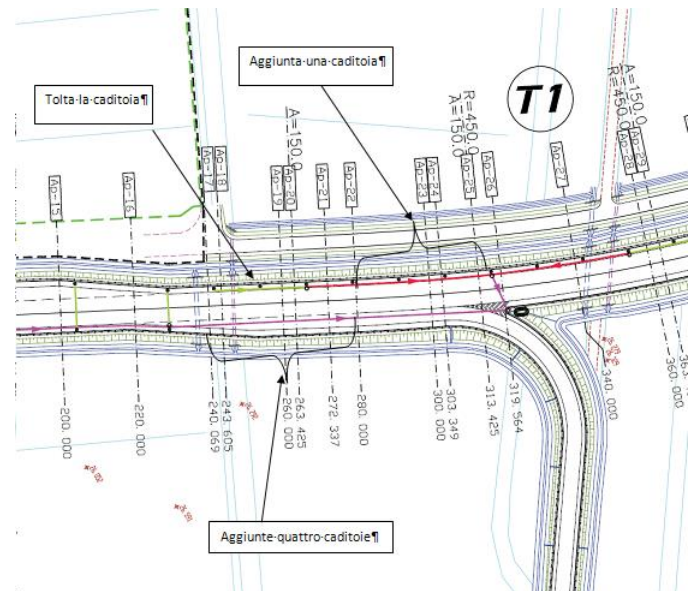 Aggiunta·una·caditoia¶
Tolta·la·caditoia¶
T1
A=150.0
R=450.0
A=150.0
A=150.0
R=450.0
Ap-15
Ap-16
Ap-17
Ap-18
Ap-19
Ap-20
Ap-21
Ap-22
Ap-23
Ap-24
Ap-25
Ap-26
Ap-27
Ap-28
Ap-29
200.000
220.000
240.069
243.605
260.000
263.425
272.337
280.000
300.000
303.349
313.425
319.564
340.000
360.000
Aggiunte·quattro·caditoie¶